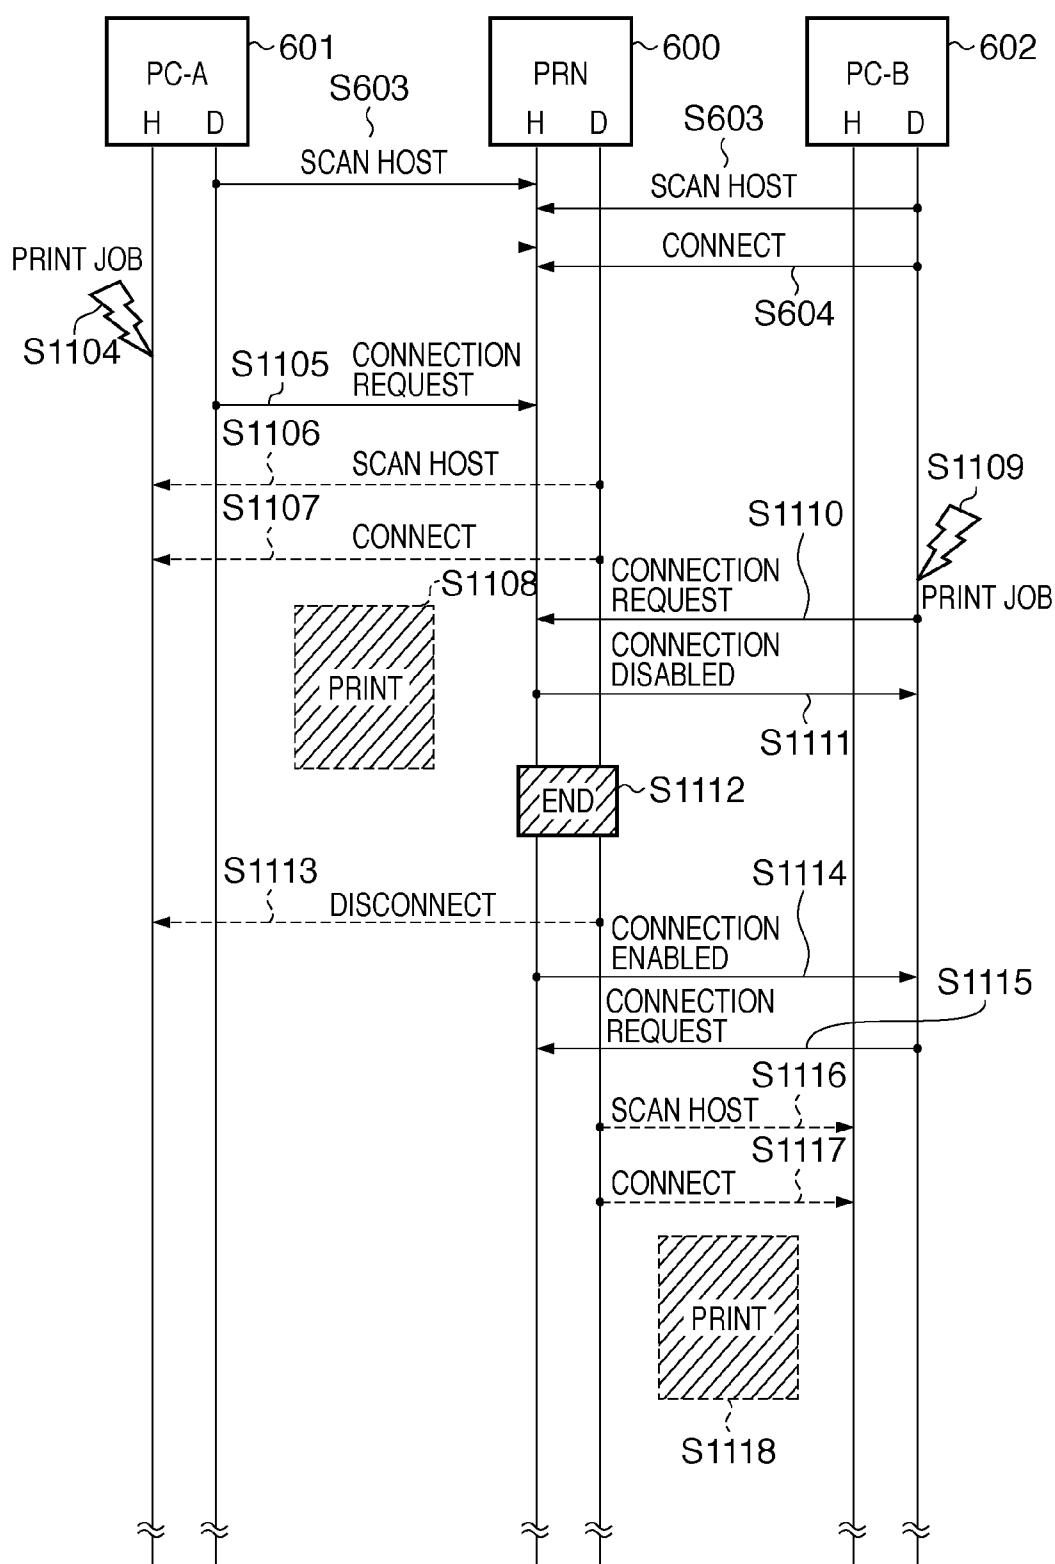 PC-A
H D
601
PRN
H D
600
PC-B
H D
602
S603
SCAN HOST
S603
SCAN HOST
CONNECT
S604
PRINT JOB
S1104
S1105
CONNECTION
REQUEST
S1106
SCAN HOST
S1107
CONNECT
S1108
PRINT
S1109
PRINT JOB
S1110
CONNECTION
REQUEST
CONNECTION
DISABLED
S1111
END
S1112
S1113
DISCONNECT
S1114
CONNECTION
ENABLED
S1115
CONNECTION
REQUEST
S1116
SCAN HOST
S1117
CONNECT
PRINT
S1118